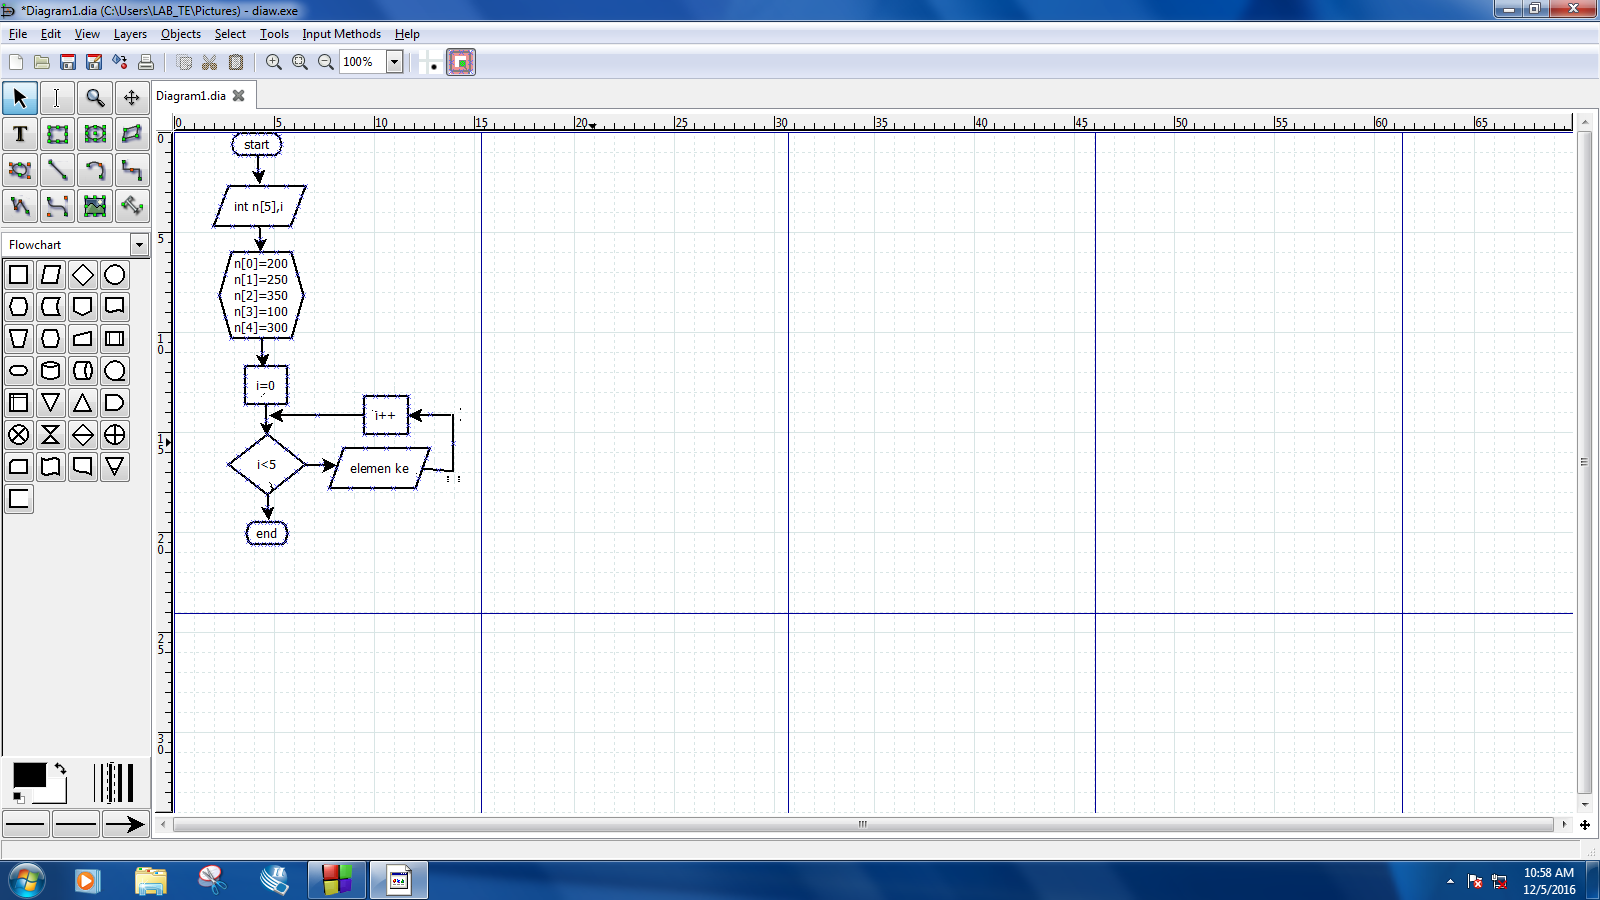 *Diagram1.dia (C:\Users\LAB_TE\Pictures) - diaw.exe
File Edit View Layers Objects Select Tools Input Methods Help
100%
Diagram1.dia
0 5 10 15 20 25 30 35 40 45 50 55 60 65
0
5
10
15
20
25
30
T
Flowchart
start
int n[5],i
n[0]=200
n[1]=250
n[2]=350
n[3]=100
n[4]=300
i=0
i++
i<5
elemen ke
end
10:58 AM
12/5/2016